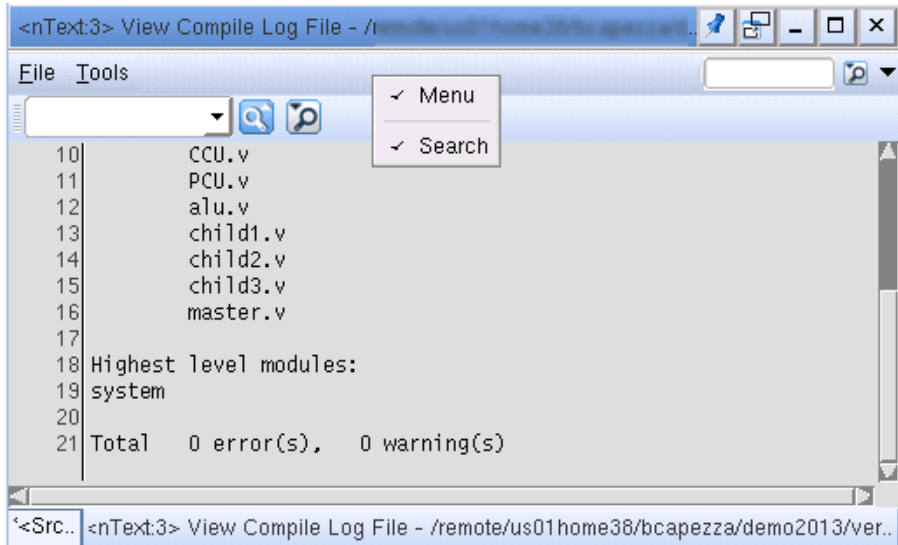 <nText:3> View Compile Log File - /
File Tools
✓ Menu
✓ Search
10 CCU.v
11 PCU.v
12 alu.v
13 child1.v
14 child2.v
15 child3.v
16 master.v
17
18 Highest level modules:
19 system
20
21 Total 0 error(s), 0 warning(s)
*<Src.. <nText:3> View Compile Log File - /remote/us01home38/bcapezza/demo2013/ver..